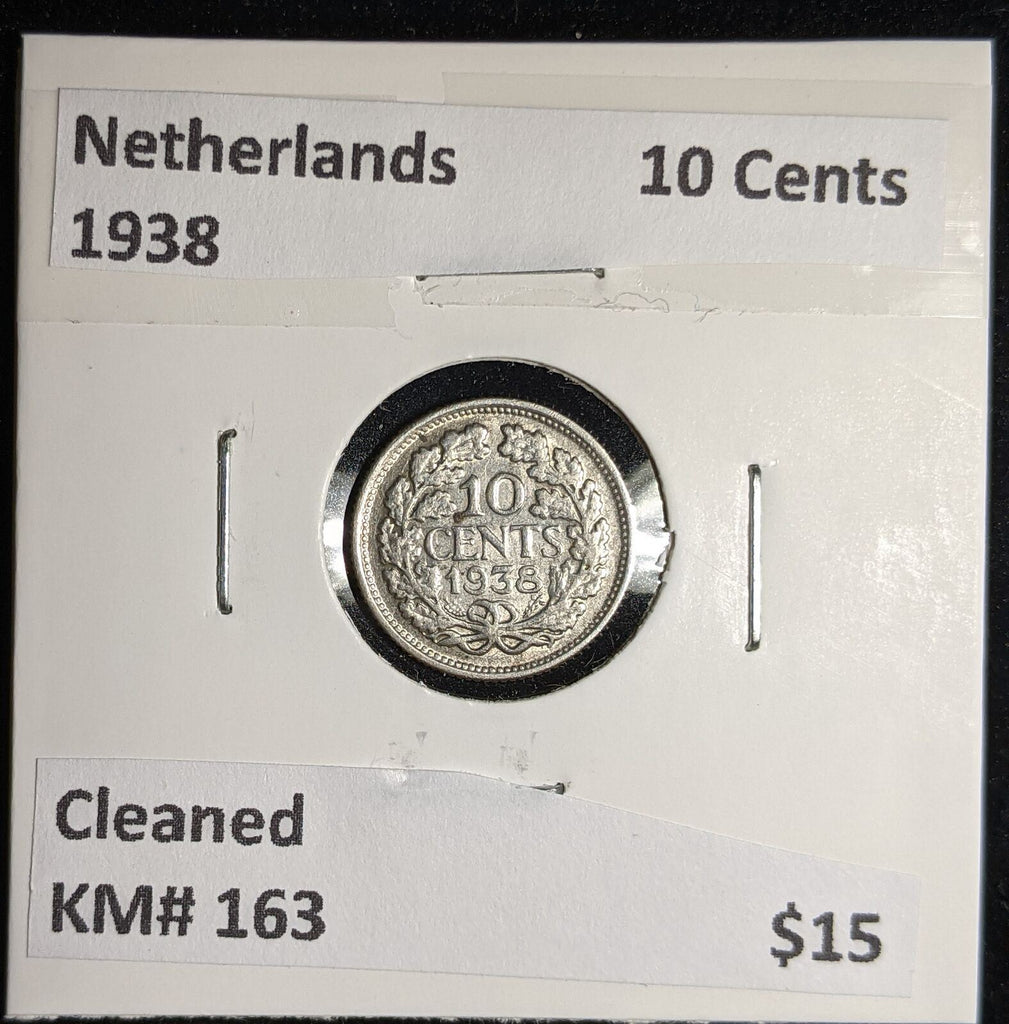 Netherlands 10 Cents
1938
10
CENTS
1938
Cleaned
KM# 163 $15